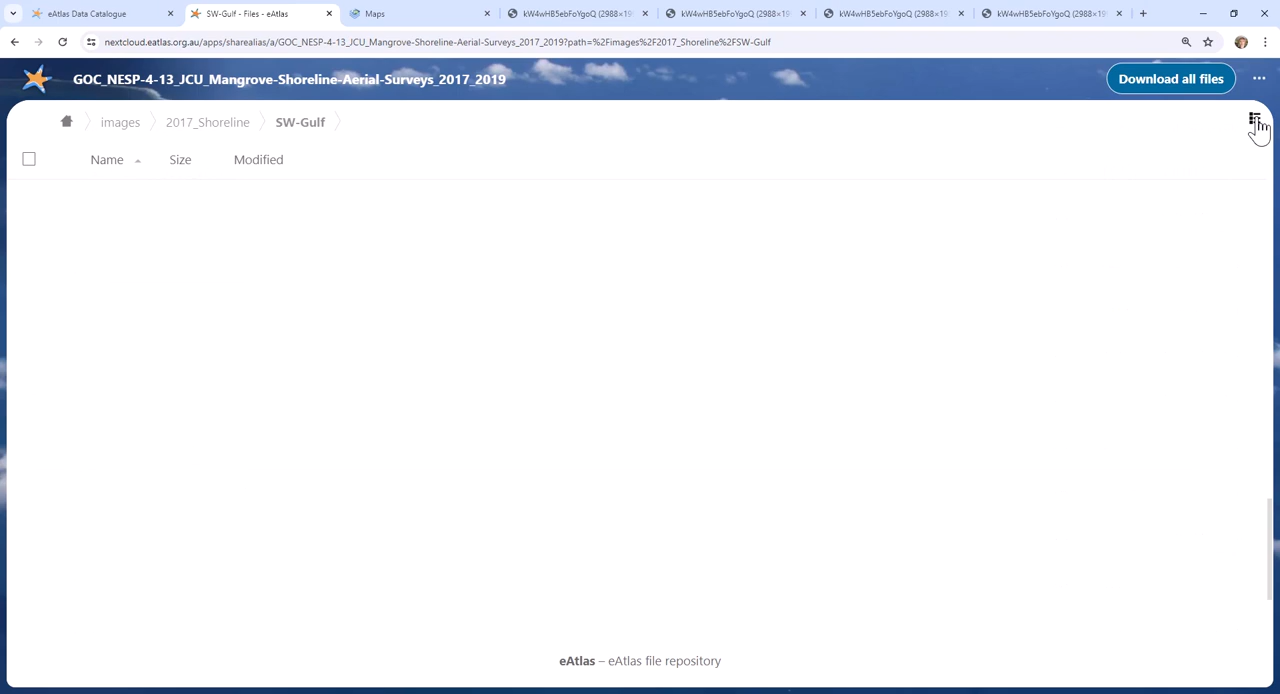 eAtlas Data Catalogue
SW-Gulf - Files - eAtlas
Maps
kW4wHB5ebFoYgoQ (2988×19
kW4wHB5ebFoYgoQ (2988×19
kW4wHB5ebFoYgoQ (2988×19
kW4wHB5ebFoYgoQ (2988×19
nextcloud.eatlas.org.au/apps/sharealias/a/GOC_NESP-4-13_JCU_Mangrove-Shoreline-Aerial-Surveys_2017_2019?path=%2Fimages%2F2017_Shoreline%2FSW-Gulf
GOC_NESP-4-13_JCU_Mangrove-Shoreline-Aerial-Surveys_2017_2019
Download all files
images
2017_Shoreline
SW-Gulf
Name
Size
Modified
eAtlas – eAtlas file repository